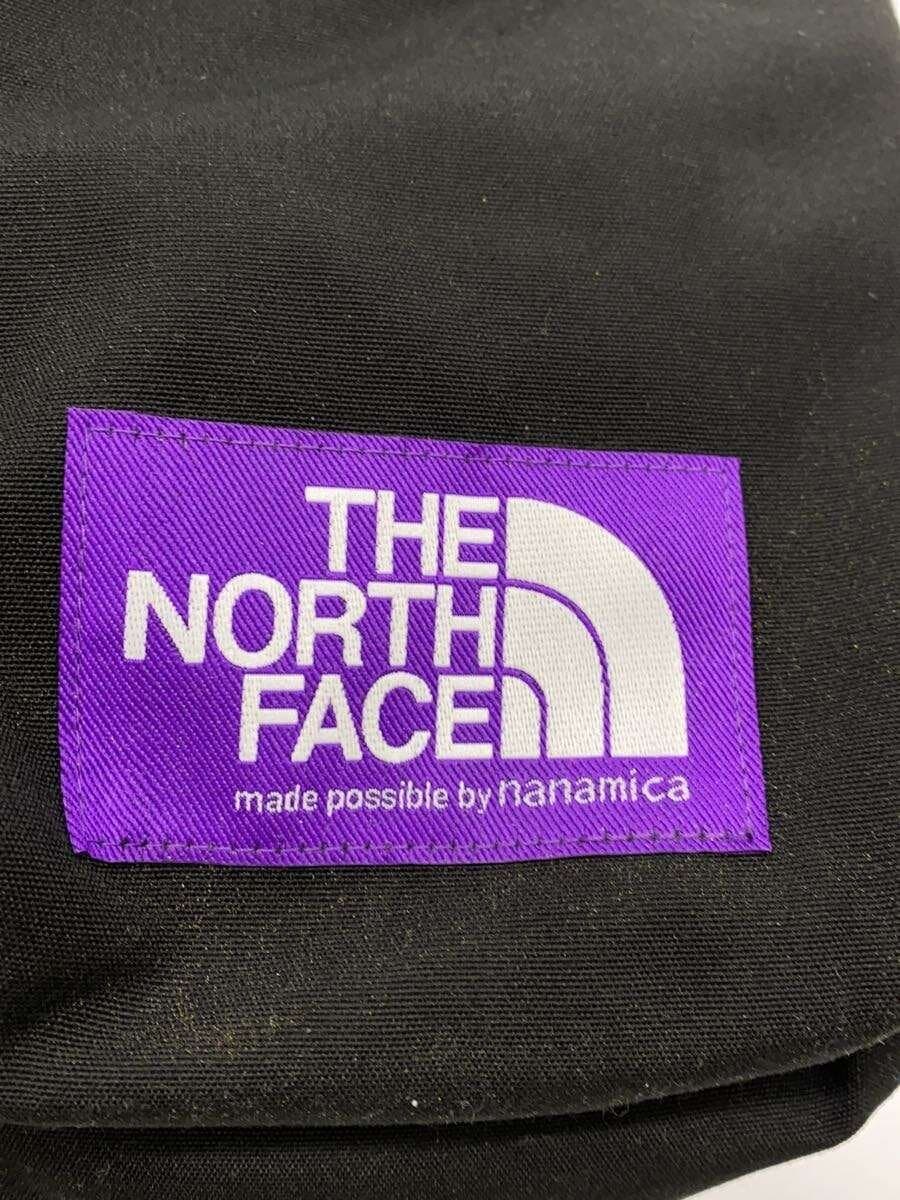 THE
NORTH
FACE
made possible by nanamica